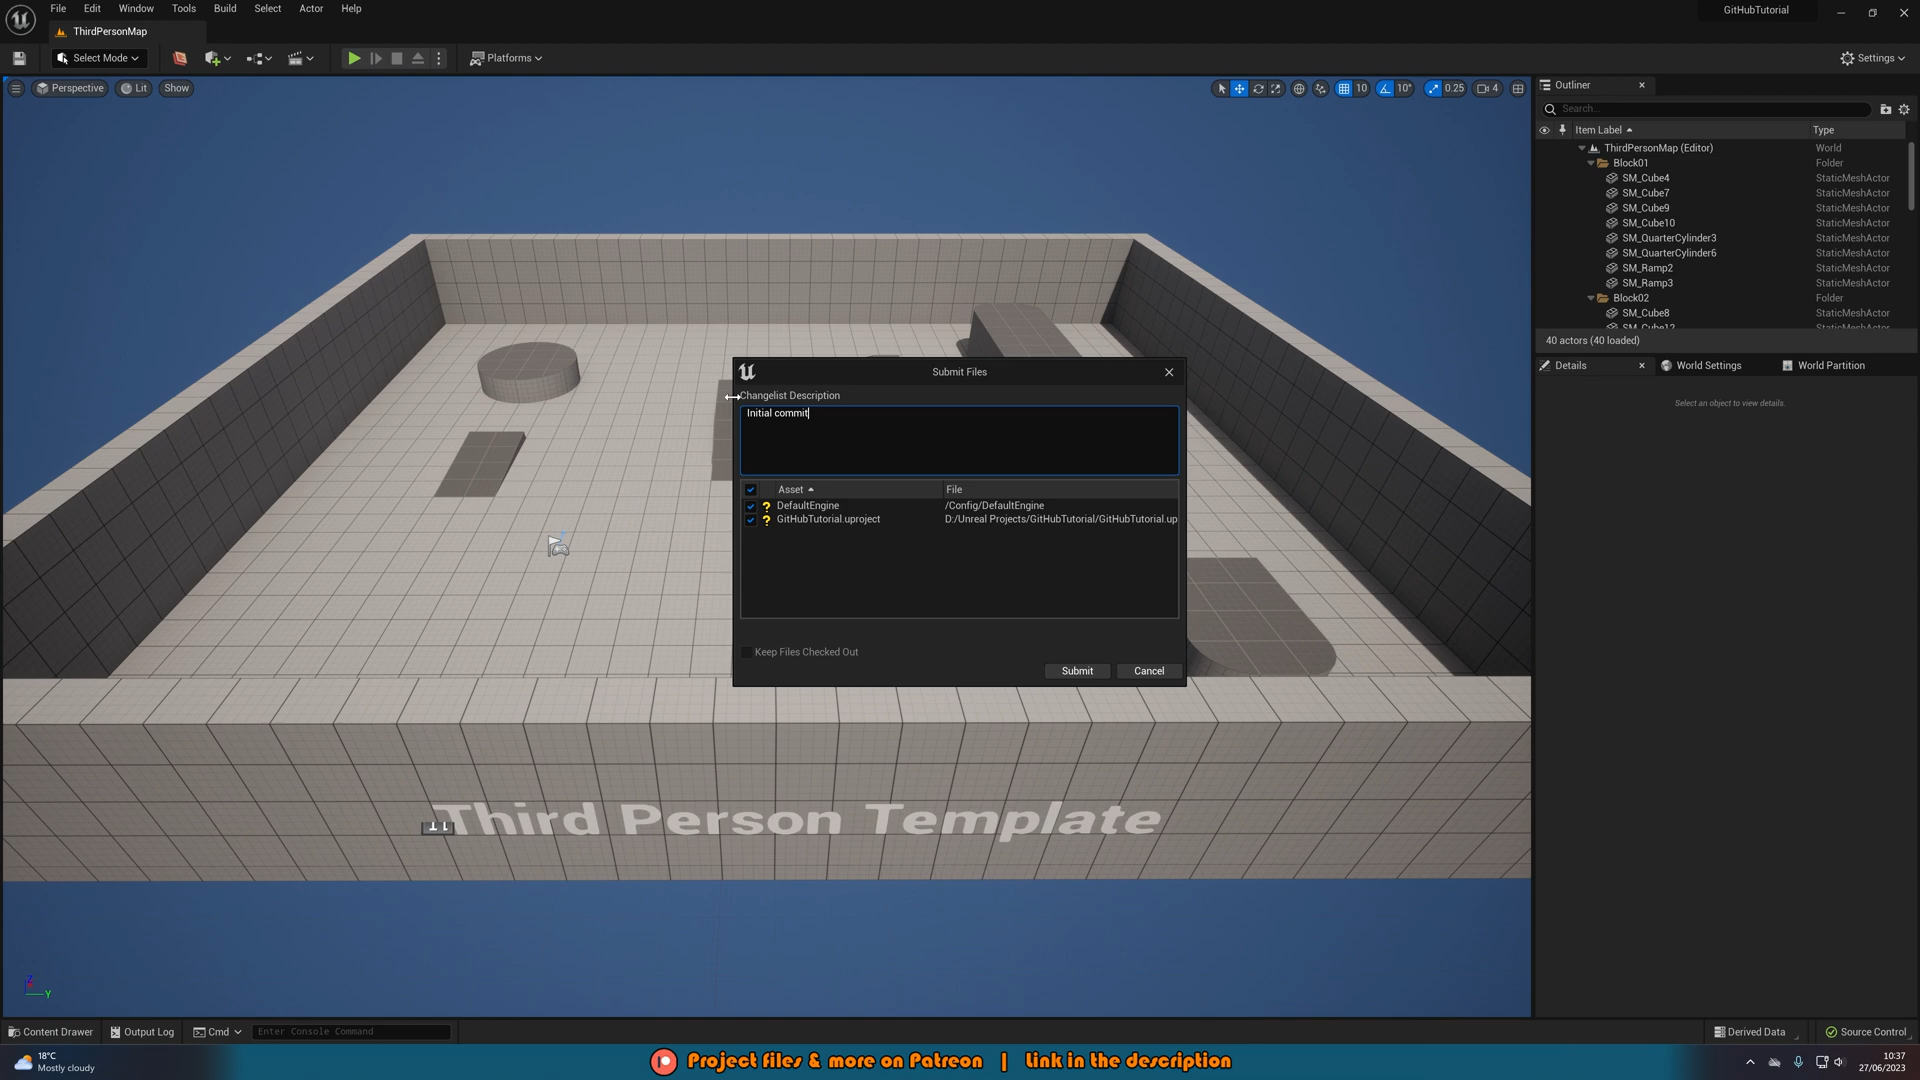 File Edit Window Tools Build Select Actor Help
GitHubTutorial
ThirdPersonMap
Select Mode
Platforms
Settings
Perspective Lit Show
10 10° 0.25 4
Outliner
Search...
Item Label Type
ThirdPersonMap (Editor) World
Block01 Folder
SM_Cube4 StaticMeshActor
SM_Cube7 StaticMeshActor
SM_Cube9 StaticMeshActor
SM_Cube10 StaticMeshActor
SM_QuarterCylinder3 StaticMeshActor
SM_QuarterCylinder6 StaticMeshActor
SM_Ramp2 StaticMeshActor
SM_Ramp3 StaticMeshActor
Block02 Folder
SM_Cube8 StaticMeshActor
SM_Cube12 StaticMeshActor
40 actors (40 loaded)
Details World Settings World Partition
Select an object to view details.
Submit Files
Changelist Description
Initial commit
Asset File
? DefaultEngine /Config/DefaultEngine
? GitHubTutorial.uproject D:/Unreal Projects/GitHubTutorial/GitHubTutorial.up
Keep Files Checked Out
Submit Cancel
Third Person Template
Z
Y
Content Drawer Output Log Cmd Enter Console Command
Derived Data Source Control
18°C
Mostly cloudy
Project files & more on Patreon | Link in the description
10:37
27/06/2023